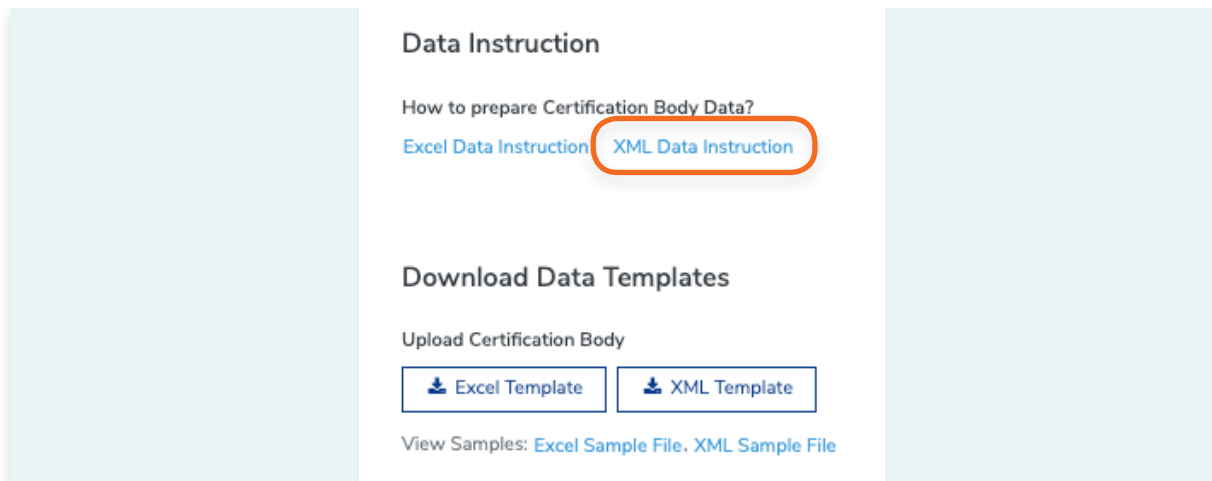 Data Instruction
How to prepare Certification Body Data?
Excel Data Instruction XML Data Instruction
Download Data Templates
Upload Certification Body
Excel Template XML Template
View Samples: Excel Sample File, XML Sample File